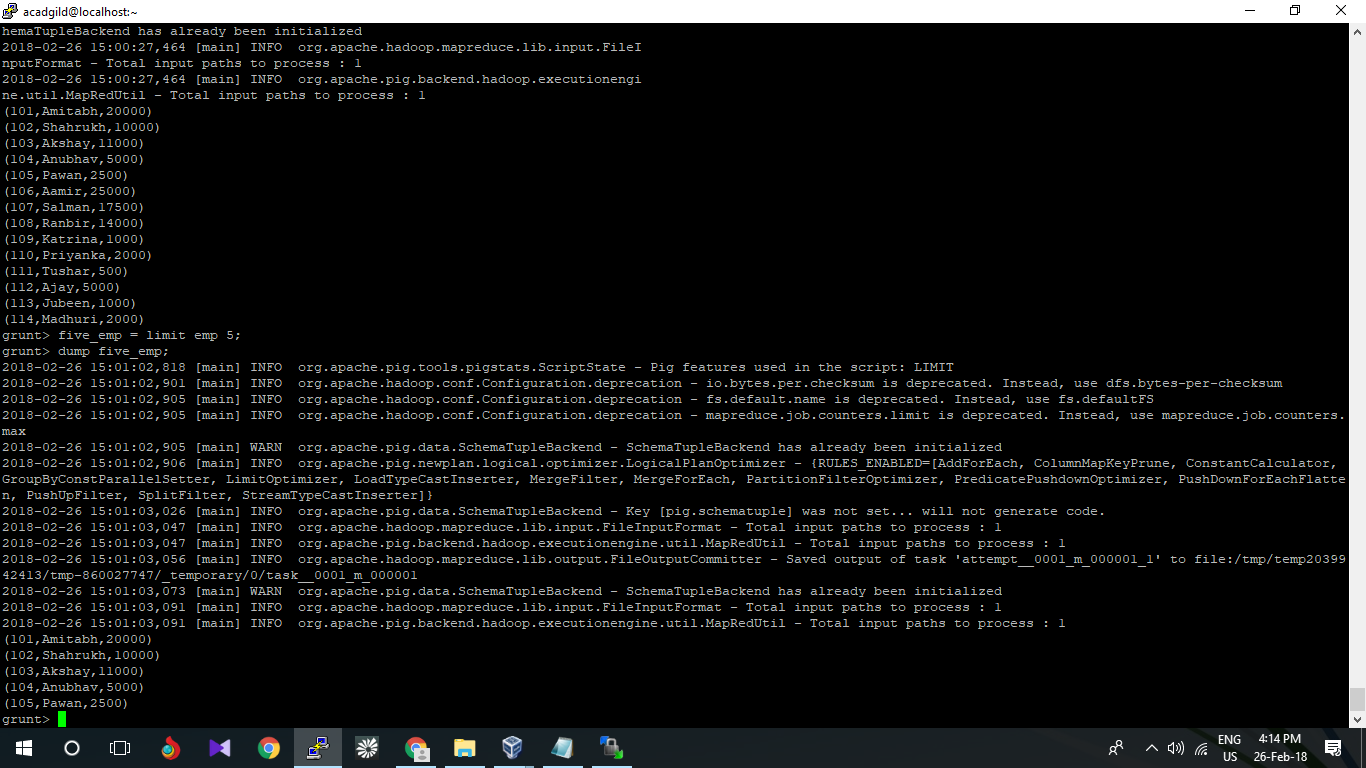 acadgild@localhost:~
hemaTupleBackend has already been initialized
2018-02-26 15:00:27,464 [main] INFO  org.apache.hadoop.mapreduce.lib.input.FileI
nputFormat - Total input paths to process : 1
2018-02-26 15:00:27,464 [main] INFO  org.apache.pig.backend.hadoop.executionengi
ne.util.MapRedUtil - Total input paths to process : 1
(101,Amitabh,20000)
(102,Shahrukh,10000)
(103,Akshay,11000)
(104,Anubhav,5000)
(105,Pawan,2500)
(106,Aamir,25000)
(107,Salman,17500)
(108,Ranbir,14000)
(109,Katrina,1000)
(110,Priyanka,2000)
(111,Tushar,500)
(112,Ajay,5000)
(113,Jubeen,1000)
(114,Madhuri,2000)
grunt> five_emp = limit emp 5;
grunt> dump five_emp;
2018-02-26 15:01:02,818 [main] INFO  org.apache.pig.tools.pigstats.ScriptState - Pig features used in the script: LIMIT
2018-02-26 15:01:02,901 [main] INFO  org.apache.hadoop.conf.Configuration.deprecation - io.bytes.per.checksum is deprecated. Instead, use dfs.bytes-per-checksum
2018-02-26 15:01:02,905 [main] INFO  org.apache.hadoop.conf.Configuration.deprecation - fs.default.name is deprecated. Instead, use fs.defaultFS
2018-02-26 15:01:02,905 [main] INFO  org.apache.hadoop.conf.Configuration.deprecation - mapreduce.job.counters.limit is deprecated. Instead, use mapreduce.job.counters.
max
2018-02-26 15:01:02,905 [main] WARN  org.apache.pig.data.SchemaTupleBackend - SchemaTupleBackend has already been initialized
2018-02-26 15:01:02,906 [main] INFO  org.apache.pig.newplan.logical.optimizer.LogicalPlanOptimizer - {RULES_ENABLED=[AddForEach, ColumnMapKeyPrune, ConstantCalculator,
GroupByConstParallelSetter, LimitOptimizer, LoadTypeCastInserter, MergeFilter, MergeForEach, PartitionFilterOptimizer, PredicatePushdownOptimizer, PushDownForEachFlatte
n, PushUpFilter, SplitFilter, StreamTypeCastInserter]}
2018-02-26 15:01:03,026 [main] INFO  org.apache.pig.data.SchemaTupleBackend - Key [pig.schematuple] was not set... will not generate code.
2018-02-26 15:01:03,047 [main] INFO  org.apache.hadoop.mapreduce.lib.input.FileInputFormat - Total input paths to process : 1
2018-02-26 15:01:03,047 [main] INFO  org.apache.pig.backend.hadoop.executionengine.util.MapRedUtil - Total input paths to process : 1
2018-02-26 15:01:03,056 [main] INFO  org.apache.hadoop.mapreduce.lib.output.FileOutputCommitter - Saved output of task 'attempt__0001_m_000001_1' to file:/tmp/temp20399
42413/tmp-860027747/_temporary/0/task__0001_m_000001
2018-02-26 15:01:03,073 [main] WARN  org.apache.pig.data.SchemaTupleBackend - SchemaTupleBackend has already been initialized
2018-02-26 15:01:03,091 [main] INFO  org.apache.hadoop.mapreduce.lib.input.FileInputFormat - Total input paths to process : 1
2018-02-26 15:01:03,091 [main] INFO  org.apache.pig.backend.hadoop.executionengine.util.MapRedUtil - Total input paths to process : 1
(101,Amitabh,20000)
(102,Shahrukh,10000)
(103,Akshay,11000)
(104,Anubhav,5000)
(105,Pawan,2500)
grunt>
ENG 4:14 PM
US 26-Feb-18